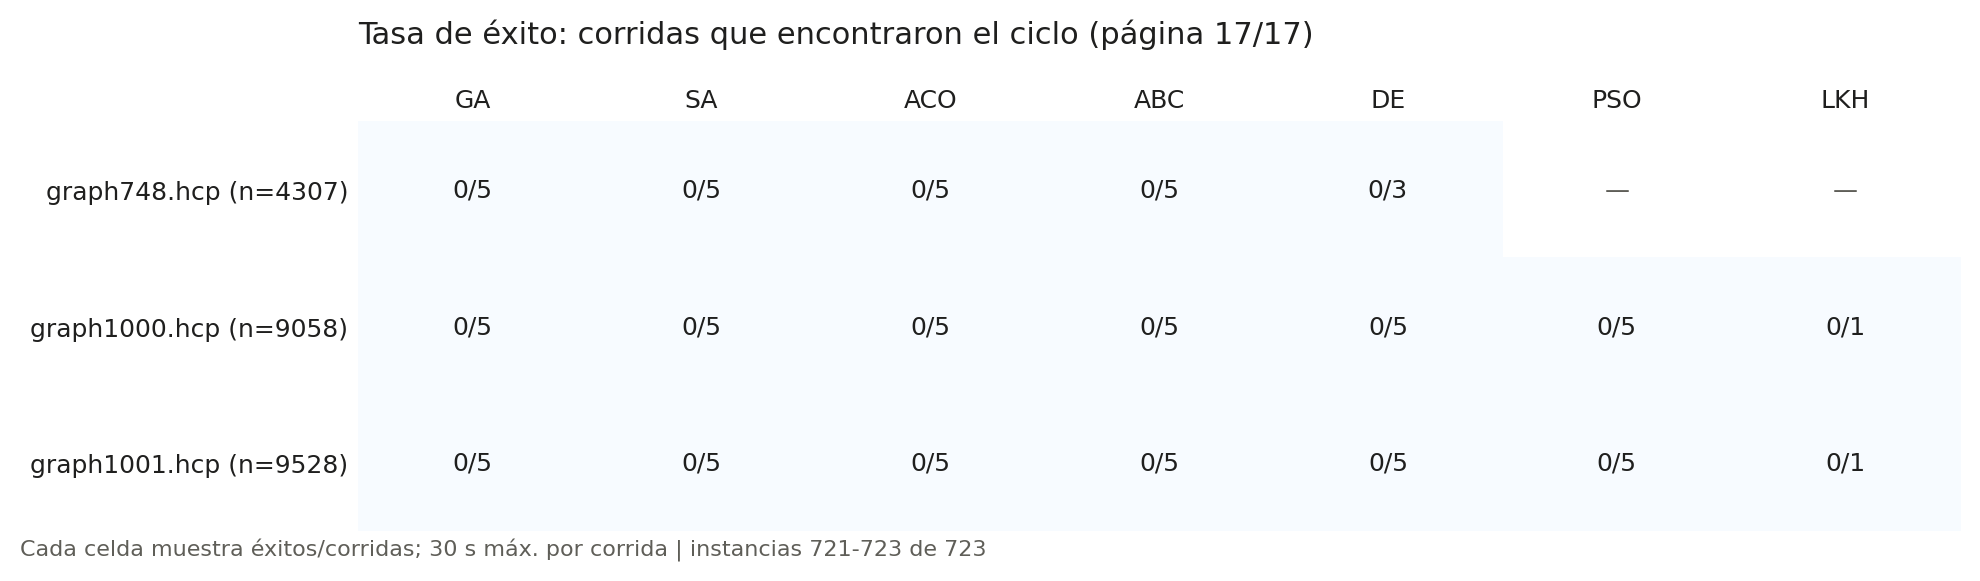 Tasa de éxito: corridas que encontraron el ciclo (página 17/17)
GA SA ACO ABC DE PSO LKH
graph748.hcp (n=4307) 0/5 0/5 0/5 0/5 0/3 — —
graph1000.hcp (n=9058) 0/5 0/5 0/5 0/5 0/5 0/5 0/1
graph1001.hcp (n=9528) 0/5 0/5 0/5 0/5 0/5 0/5 0/1
Cada celda muestra éxitos/corridas; 30 s máx. por corrida | instancias 721-723 de 723